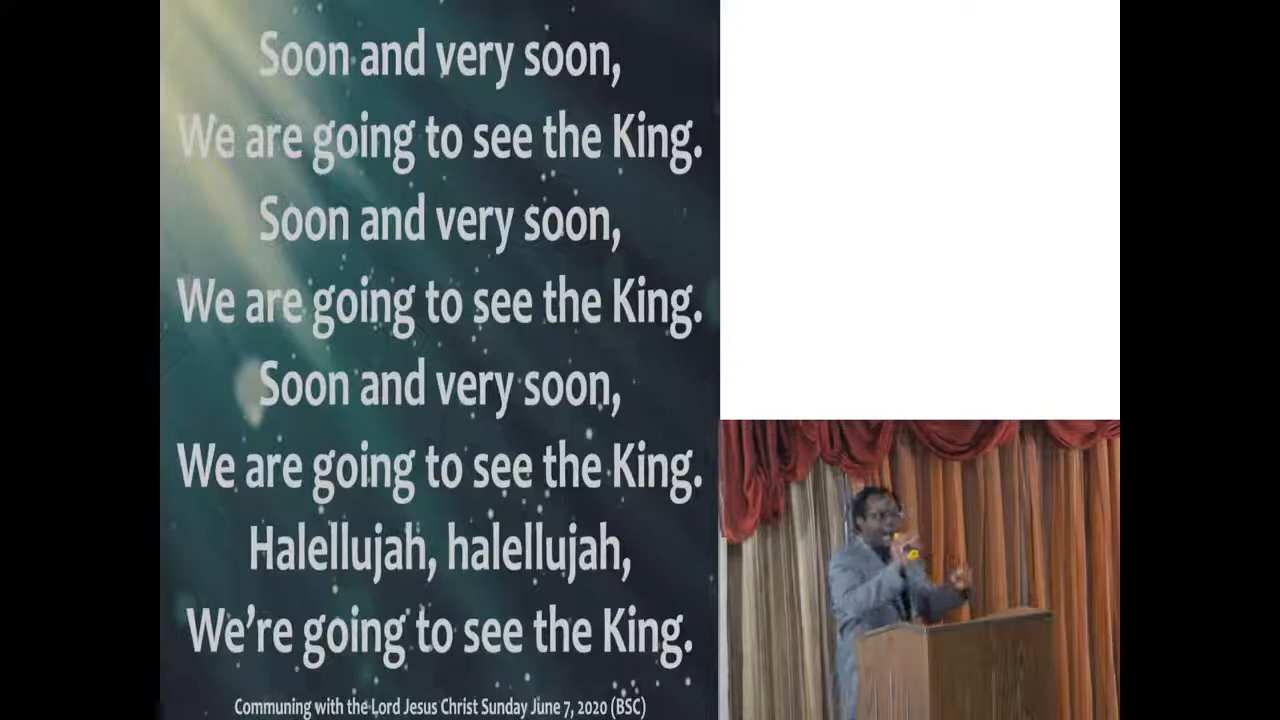 Soon and very soon,
We are going to see the King.
Soon and very soon,
We are going to see the King.
Soon and very soon,
We are going to see the King.
Halellujah, halellujah,
We're going to see the King.
Communing with the Lord Jesus Christ Sunday June 7, 2020 (BSC)